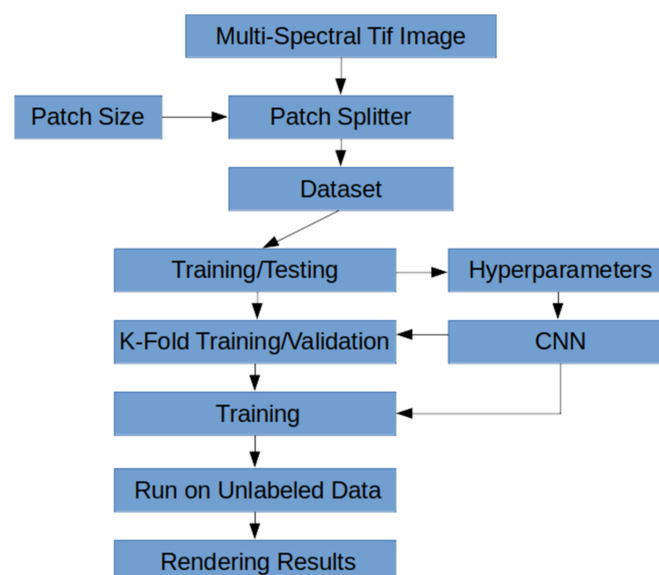 Multi-Spectral Tif Image
Patch Size
Patch Splitter
Dataset
Training/Testing
Hyperparameters
K-Fold Training/Validation
CNN
Training
Run on Unlabeled Data
Rendering Results